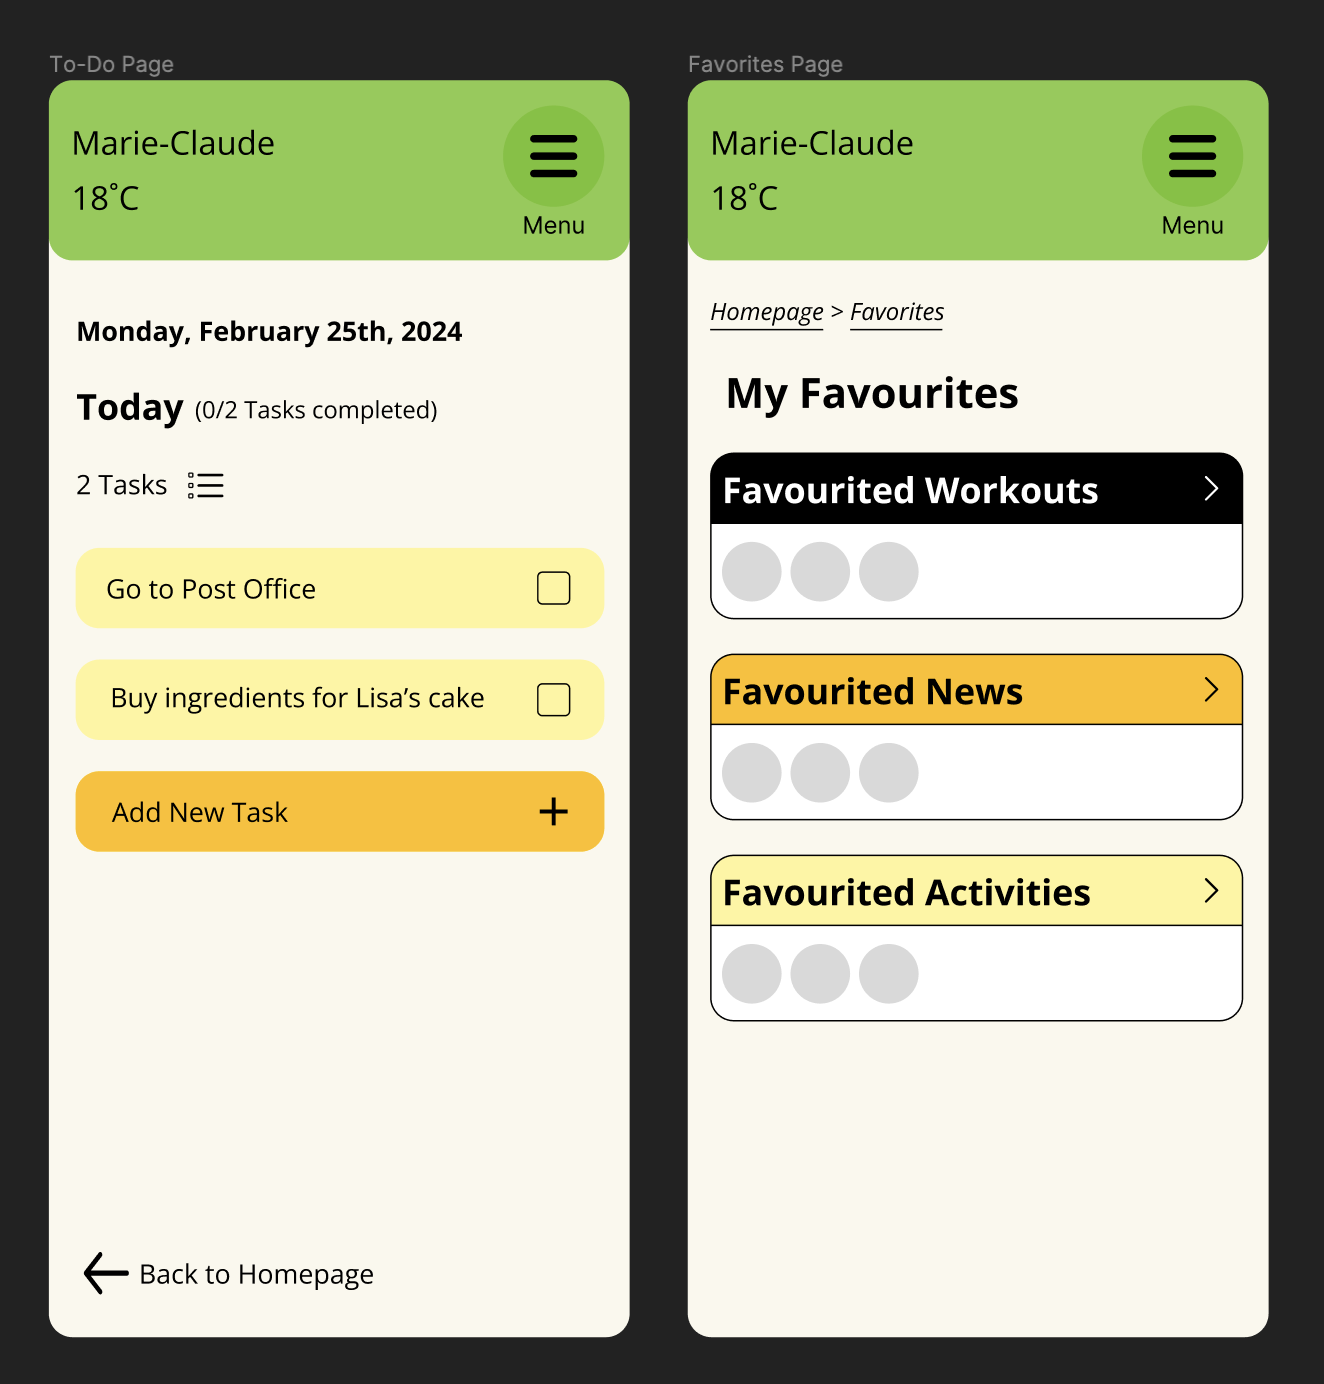 To-Do Page
Marie-Claude
18°C
Menu
Monday, February 25th, 2024
Today (0/2 Tasks completed)
2 Tasks
Go to Post Office
Buy ingredients for Lisa’s cake
Add New Task
Back to Homepage
Favorites Page
Marie-Claude
18°C
Menu
Homepage > Favorites
My Favourites
Favourited Workouts
Favourited News
Favourited Activities